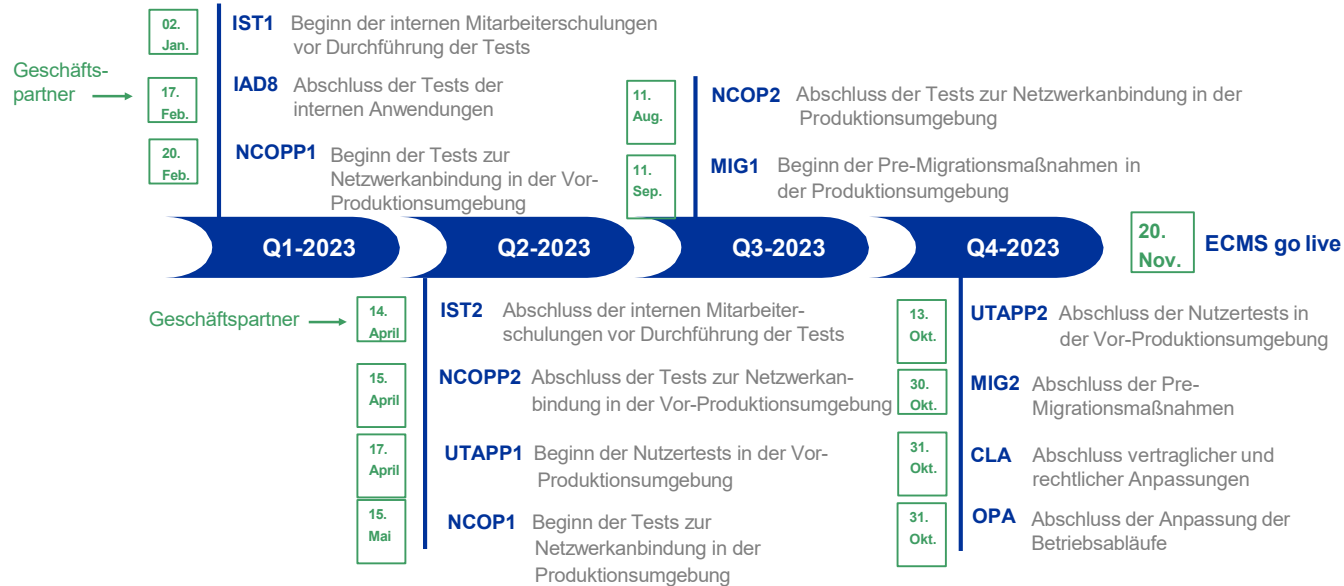 02.
Jan.
IST1 Beginn der internen Mitarbeiterschulungen
vor Durchführung der Tests
Geschäfts-
partner
17.
Feb.
IAD8 Abschluss der Tests der
internen Anwendungen
20.
Feb.
NCOPP1 Beginn der Tests zur
Netzwerkanbindung in der Vor-
Produktionsumgebung
11.
Aug.
NCOP2 Abschluss der Tests zur Netzwerkanbindung in der
Produktionsumgebung
11.
Sep.
MIG1 Beginn der Pre-Migrationsmaßnahmen in
der Produktionsumgebung
Q1-2023
Q2-2023
Q3-2023
Q4-2023
20.
Nov.
ECMS go live
Geschäftspartner
14.
April
IST2 Abschluss der internen Mitarbeiter-
schulungen vor Durchführung der Tests
15.
April
NCOPP2 Abschluss der Tests zur Netzwerkan-
bindung in der Vor-Produktionsumgebung
17.
April
UTAPP1 Beginn der Nutzertests in der Vor-
Produktionsumgebung
15.
Mai
NCOP1 Beginn der Tests zur
Netzwerkanbindung in der
Produktionsumgebung
13.
Okt.
UTAPP2 Abschluss der Nutzertests in
der Vor-Produktionsumgebung
30.
Okt.
MIG2 Abschluss der Pre-
Migrationsmaßnahmen
31.
Okt.
CLA Abschluss vertraglicher und
rechtlicher Anpassungen
31.
Okt.
OPA Abschluss der Anpassung der
Betriebsabläufe